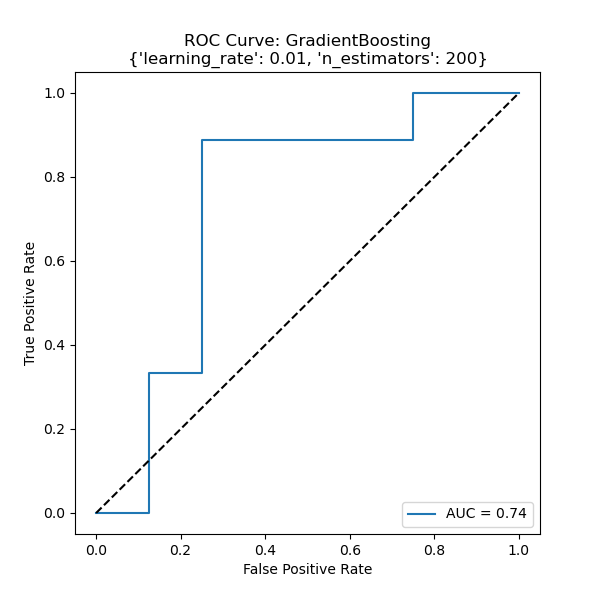 ROC Curve: GradientBoosting
{'learning_rate': 0.01, 'n_estimators': 200}
1.0
0.8
0.6
0.4
0.2
0.0
True Positive Rate
AUC = 0.74
0.0 0.2 0.4 0.6 0.8 1.0
False Positive Rate